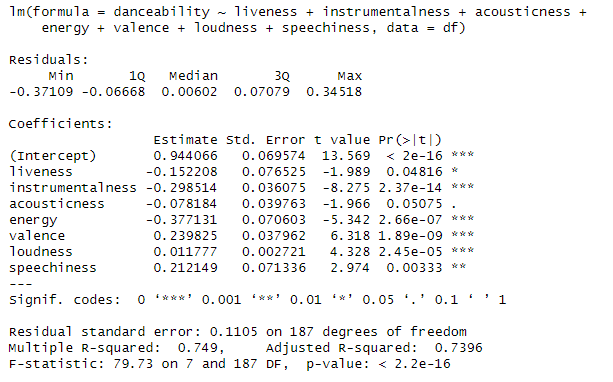 lm(formula = danceability ~ liveness + instrumentalness + acousticness +
    energy + valence + loudness + speechiness, data = df)

Residuals:
     Min       1Q   Median       3Q      Max
-0.37109 -0.06668  0.00602  0.07079  0.34518

Coefficients:
                  Estimate Std. Error t value Pr(>|t|)
(Intercept)       0.944066   0.069574  13.569  < 2e-16 ***
liveness         -0.152208   0.076525  -1.989  0.04816 *
instrumentalness -0.298514   0.036075  -8.275 2.37e-14 ***
acousticness     -0.078184   0.039763  -1.966  0.05075 .
energy           -0.377131   0.070603  -5.342 2.66e-07 ***
valence           0.239825   0.037962   6.318 1.89e-09 ***
loudness          0.011777   0.002721   4.328 2.45e-05 ***
speechiness       0.212149   0.071336   2.974  0.00333 **
---
Signif. codes:  0 ‘***’ 0.001 ‘**’ 0.01 ‘*’ 0.05 ‘.’ 0.1 ‘ ’ 1

Residual standard error: 0.1105 on 187 degrees of freedom
Multiple R-squared:  0.749,	Adjusted R-squared:  0.7396
F-statistic: 79.73 on 7 and 187 DF,  p-value: < 2.2e-16